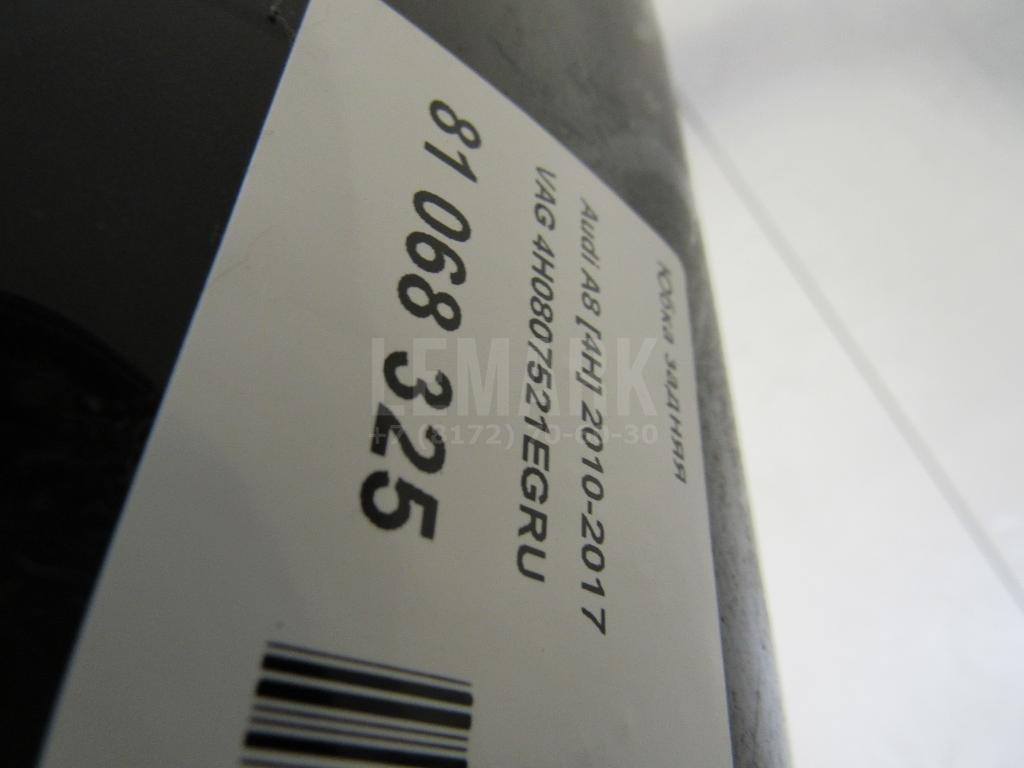 Юбка задняя
Audi A8 [4H] 2010-2017
VAG 4H0807521EGRU
81 068 325
LEMARK